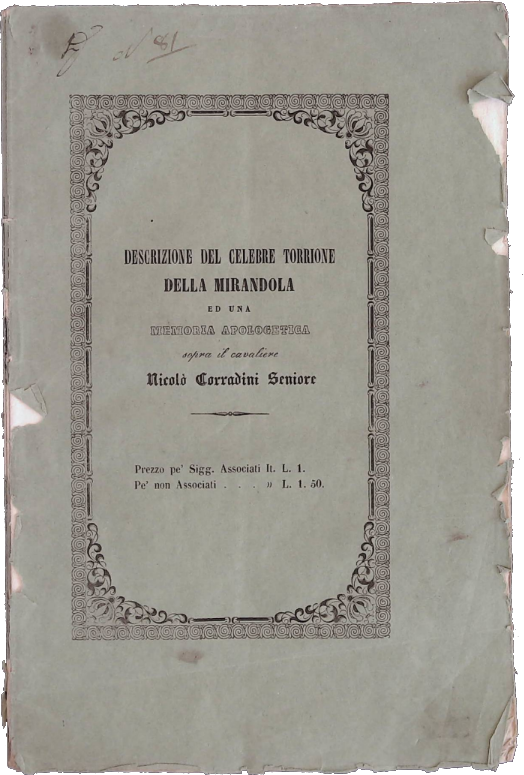 81
DESCRIZIONE DEL CELEBRE TORRIONE
DELLA MIRANDOLA
ED UNA
MEMORIA APOLOGETICA
sopra il cavaliere
Nicolò Corradini Seniore
Prezzo pe' Sigg. Associati It. L. 1.
Pe' non Associati . . . „ L. 1. 50.